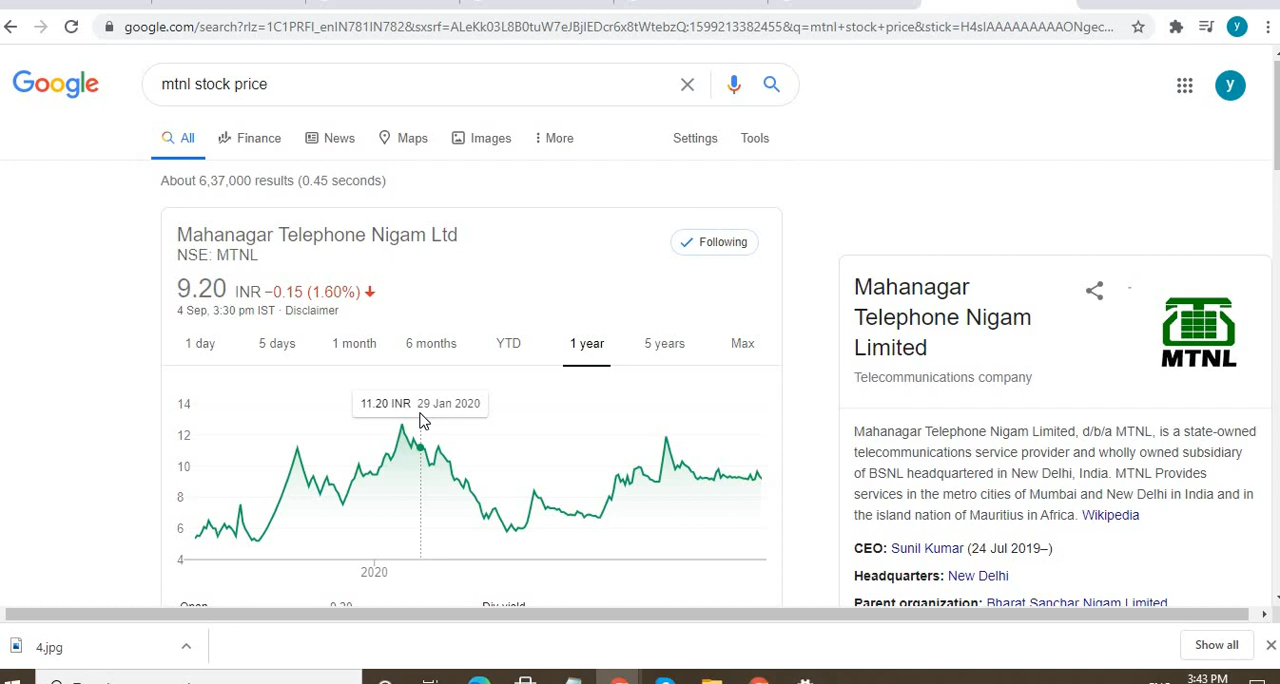 google.com/search?rlz=1C1PRFI_enIN781IN782&sxsrf=ALeKk03L8B0tuW7eJBjIEDcr6x8tWtebzQ:1599213382455&q=mtnl+stock+price&stick=H4sIAAAAAAAAAONgec...
Y
Google
mtnl stock price
y
All
Finance
News
Maps
Images
More
Settings
Tools
About 6,37,000 results (0.45 seconds)
Mahanagar Telephone Nigam Ltd
NSE: MTNL
Following
9.20 INR −0.15 (1.60%)
4 Sep, 3:30 pm IST · Disclaimer
1 day
5 days
1 month
6 months
YTD
1 year
5 years
Max
11.20 INR 29 Jan 2020
14
12
10
8
6
4
2020
Open 9.20 Div yield
Mahanagar
Telephone Nigam
Limited
MTNL
Telecommunications company
Mahanagar Telephone Nigam Limited, d/b/a MTNL, is a state-owned
telecommunications service provider and wholly owned subsidiary
of BSNL headquartered in New Delhi, India. MTNL Provides
services in the metro cities of Mumbai and New Delhi in India and in
the island nation of Mauritius in Africa. Wikipedia
CEO: Sunil Kumar (24 Jul 2019–)
Headquarters: New Delhi
Parent organization: Bharat Sanchar Nigam Limited
4.jpg
Show all
3:43 PM